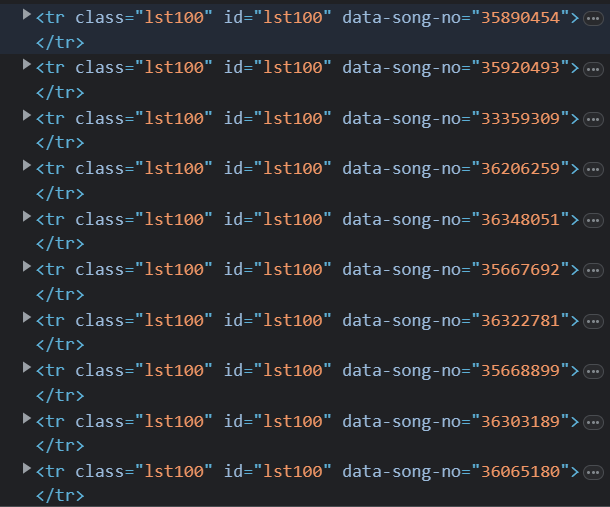 <tr class="lst100" id="lst100" data-song-no="35890454">
</tr>
<tr class="lst100" id="lst100" data-song-no="35920493">
</tr>
<tr class="lst100" id="lst100" data-song-no="33359309">
</tr>
<tr class="lst100" id="lst100" data-song-no="36206259">
</tr>
<tr class="lst100" id="lst100" data-song-no="36348051">
</tr>
<tr class="lst100" id="lst100" data-song-no="35667692">
</tr>
<tr class="lst100" id="lst100" data-song-no="36322781">
</tr>
<tr class="lst100" id="lst100" data-song-no="35668899">
</tr>
<tr class="lst100" id="lst100" data-song-no="36303189">
</tr>
<tr class="lst100" id="lst100" data-song-no="36065180">
</tr>